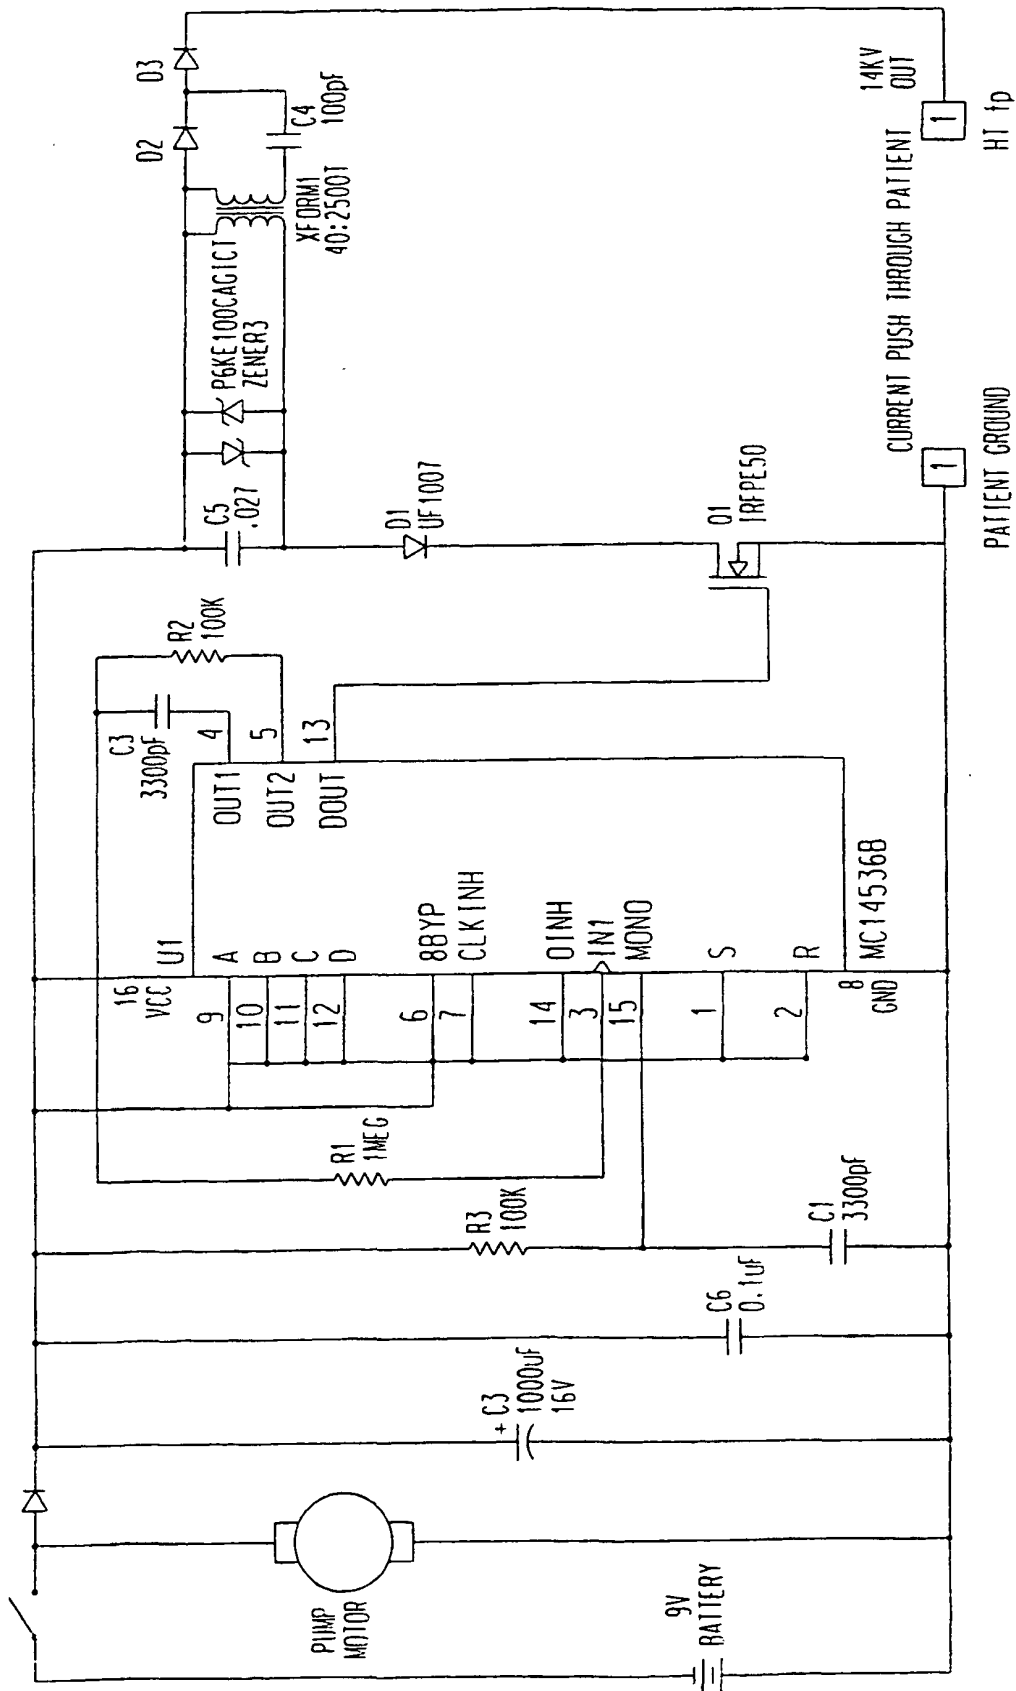 PUMP
MOTOR
9V
BATTERY
+C3
1000uF
16V
C6
0.1uF
R3
100K
C1
3300pF
R1
1MEG
16
VCC
U1
9
A
10
B
11
C
12
D
6
8BYP
7
CLKINH
14
OINH
3
IN1
15
MONO
1
S
2
R
8
GND
MC14536B
OUT1
4
OUT2
5
DOUT
13
C3
3300pF
R2
100K
C5
.027
D1
UF1007
Q1
IRFPE50
P6KE100CAGICT
ZENER3
XFORM1
40:2500T
D2
D3
C4
100pF
14KV
OUT
1
HI tp
CURRENT PUSH THROUGH PATIENT
1
PATIENT GROUND